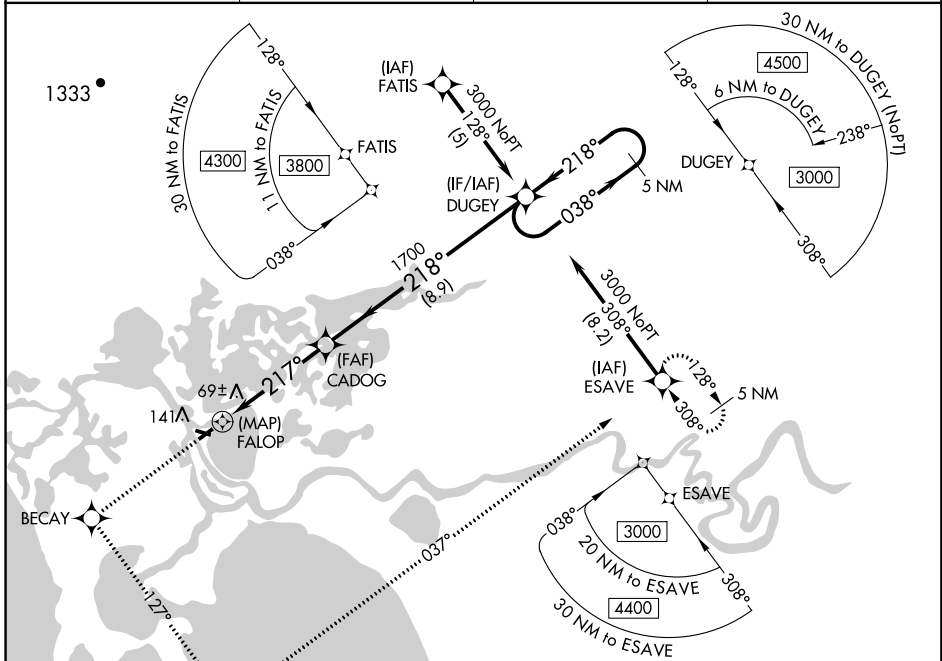 1333
30 NM to FATIS
4300
11 NM to FATIS
3800
128°
038°
FATIS
(IAF)
FATIS
3000 NoPT
128°
(5)
(IF/IAF)
DUGEY
218°
038°
5 NM
30 NM to DUGEY (NoPT)
4500
6 NM to DUGEY
128°
238°
DUGEY
3000
308°
1700
218°
(8.9)
(FAF)
CADOG
217°
69±
141
(MAP)
FALOP
3000 NoPT
308°
(8.2)
(IAF)
ESAVE
128°
308°
5 NM
BECAY
127°
037°
ESAVE
038°
3000
20 NM to ESAVE
308°
4400
30 NM to ESAVE